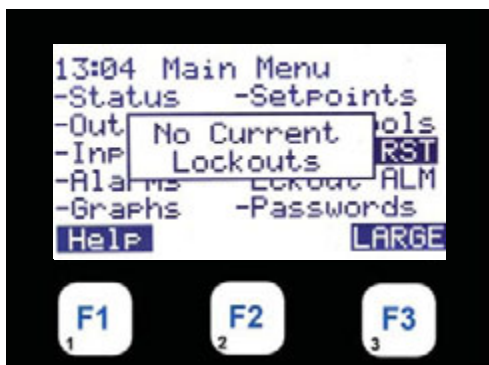 13:04 Main Menu
-Status -Setpoints
-Out ols
No Current
Lockouts
-Inp RST
-Alarms Lckout ALM
-Graphs -Passwords
Help LARGE
F1 F2 F3
1 2 3